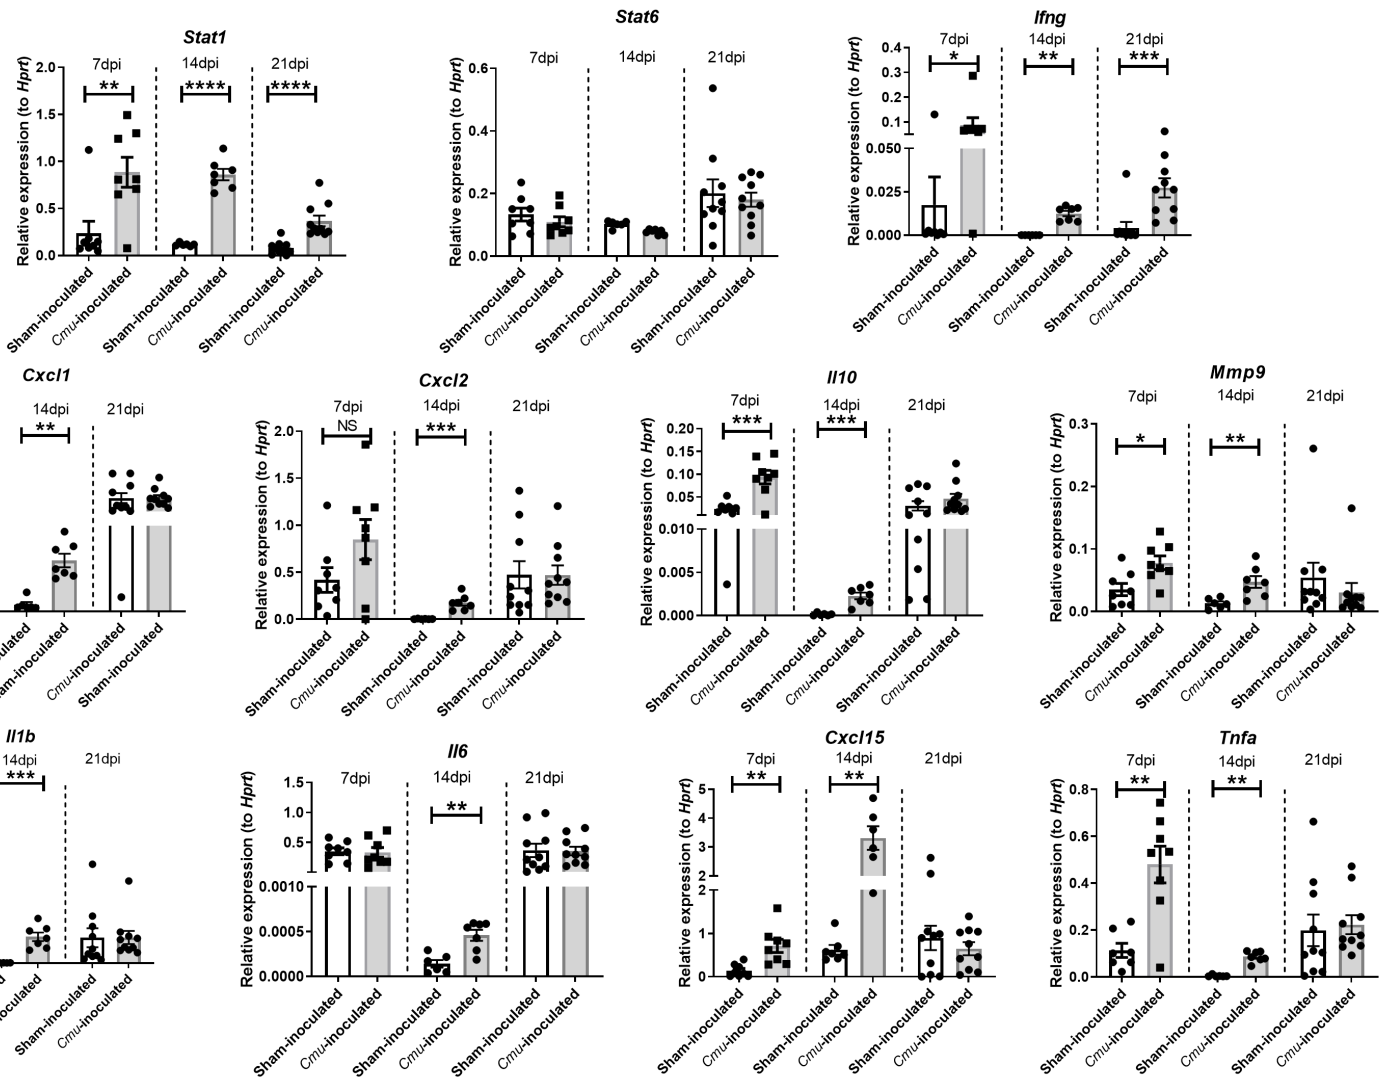 Stat1
Stat6
Ifng
7dpi
14dpi
21dpi
**
****
****
Relative expression (to Hprt)
2.0
1.5
1.0
0.5
0.0
Sham-inoculated
Cmu-inoculated
Sham-inoculated
Cmu-inoculated
Sham-inoculated
Cmu-inoculated
7dpi
14dpi
21dpi
Relative expression (to Hprt)
0.6
0.4
0.2
0.0
Sham-inoculated
Cmu-inoculated
Sham-inoculated
Cmu-inoculated
Sham-inoculated
Cmu-inoculated
7dpi
14dpi
21dpi
*
**
***
Relative expression (to Hprt)
0.4
0.3
0.2
0.1
0.050
0.025
0.000
Sham-inoculated
Cmu-inoculated
Sham-inoculated
Cmu-inoculated
Sham-inoculated
Cmu-inoculated
Cxcl1
14dpi
21dpi
**
Cmu-inoculated
Sham-inoculated
Cxcl2
7dpi
14dpi
21dpi
NS
***
Relative expression (to Hprt)
2.0
1.5
1.0
0.5
0.0
Sham-inoculated
Cmu-inoculated
Sham-inoculated
Cmu-inoculated
Sham-inoculated
Cmu-inoculated
Il10
7dpi
14dpi
21dpi
***
***
Relative expression (to Hprt)
0.20
0.15
0.10
0.05
0.010
0.005
0.000
Sham-inoculated
Cmu-inoculated
Sham-inoculated
Cmu-inoculated
Sham-inoculated
Cmu-inoculated
Mmp9
7dpi
14dpi
21dpi
*
**
Relative expression (to Hprt)
0.3
0.2
0.1
0.0
Sham-inoculated
Cmu-inoculated
Sham-inoculated
Cmu-inoculated
Sham-inoculated
Cmu-inoculated
Il1b
14dpi
21dpi
***
Sham-inoculated
Cmu-inoculated
Il6
7dpi
14dpi
21dpi
**
Relative expression (to Hprt)
1.5
1.0
0.5
0.0010
0.0005
0.0000
Sham-inoculated
Cmu-inoculated
Sham-inoculated
Cmu-inoculated
Sham-inoculated
Cmu-inoculated
Cxcl15
7dpi
14dpi
21dpi
**
**
Relative expression (to Hprt)
5
4
3
2
2
1
0
Sham-inoculated
Cmu-inoculated
Sham-inoculated
Cmu-inoculated
Sham-inoculated
Cmu-inoculated
Tnfa
7dpi
14dpi
21dpi
**
**
Relative expression (to Hprt)
0.8
0.6
0.4
0.2
0.0
Sham-inoculated
Cmu-inoculated
Sham-inoculated
Cmu-inoculated
Sham-inoculated
Cmu-inoculated